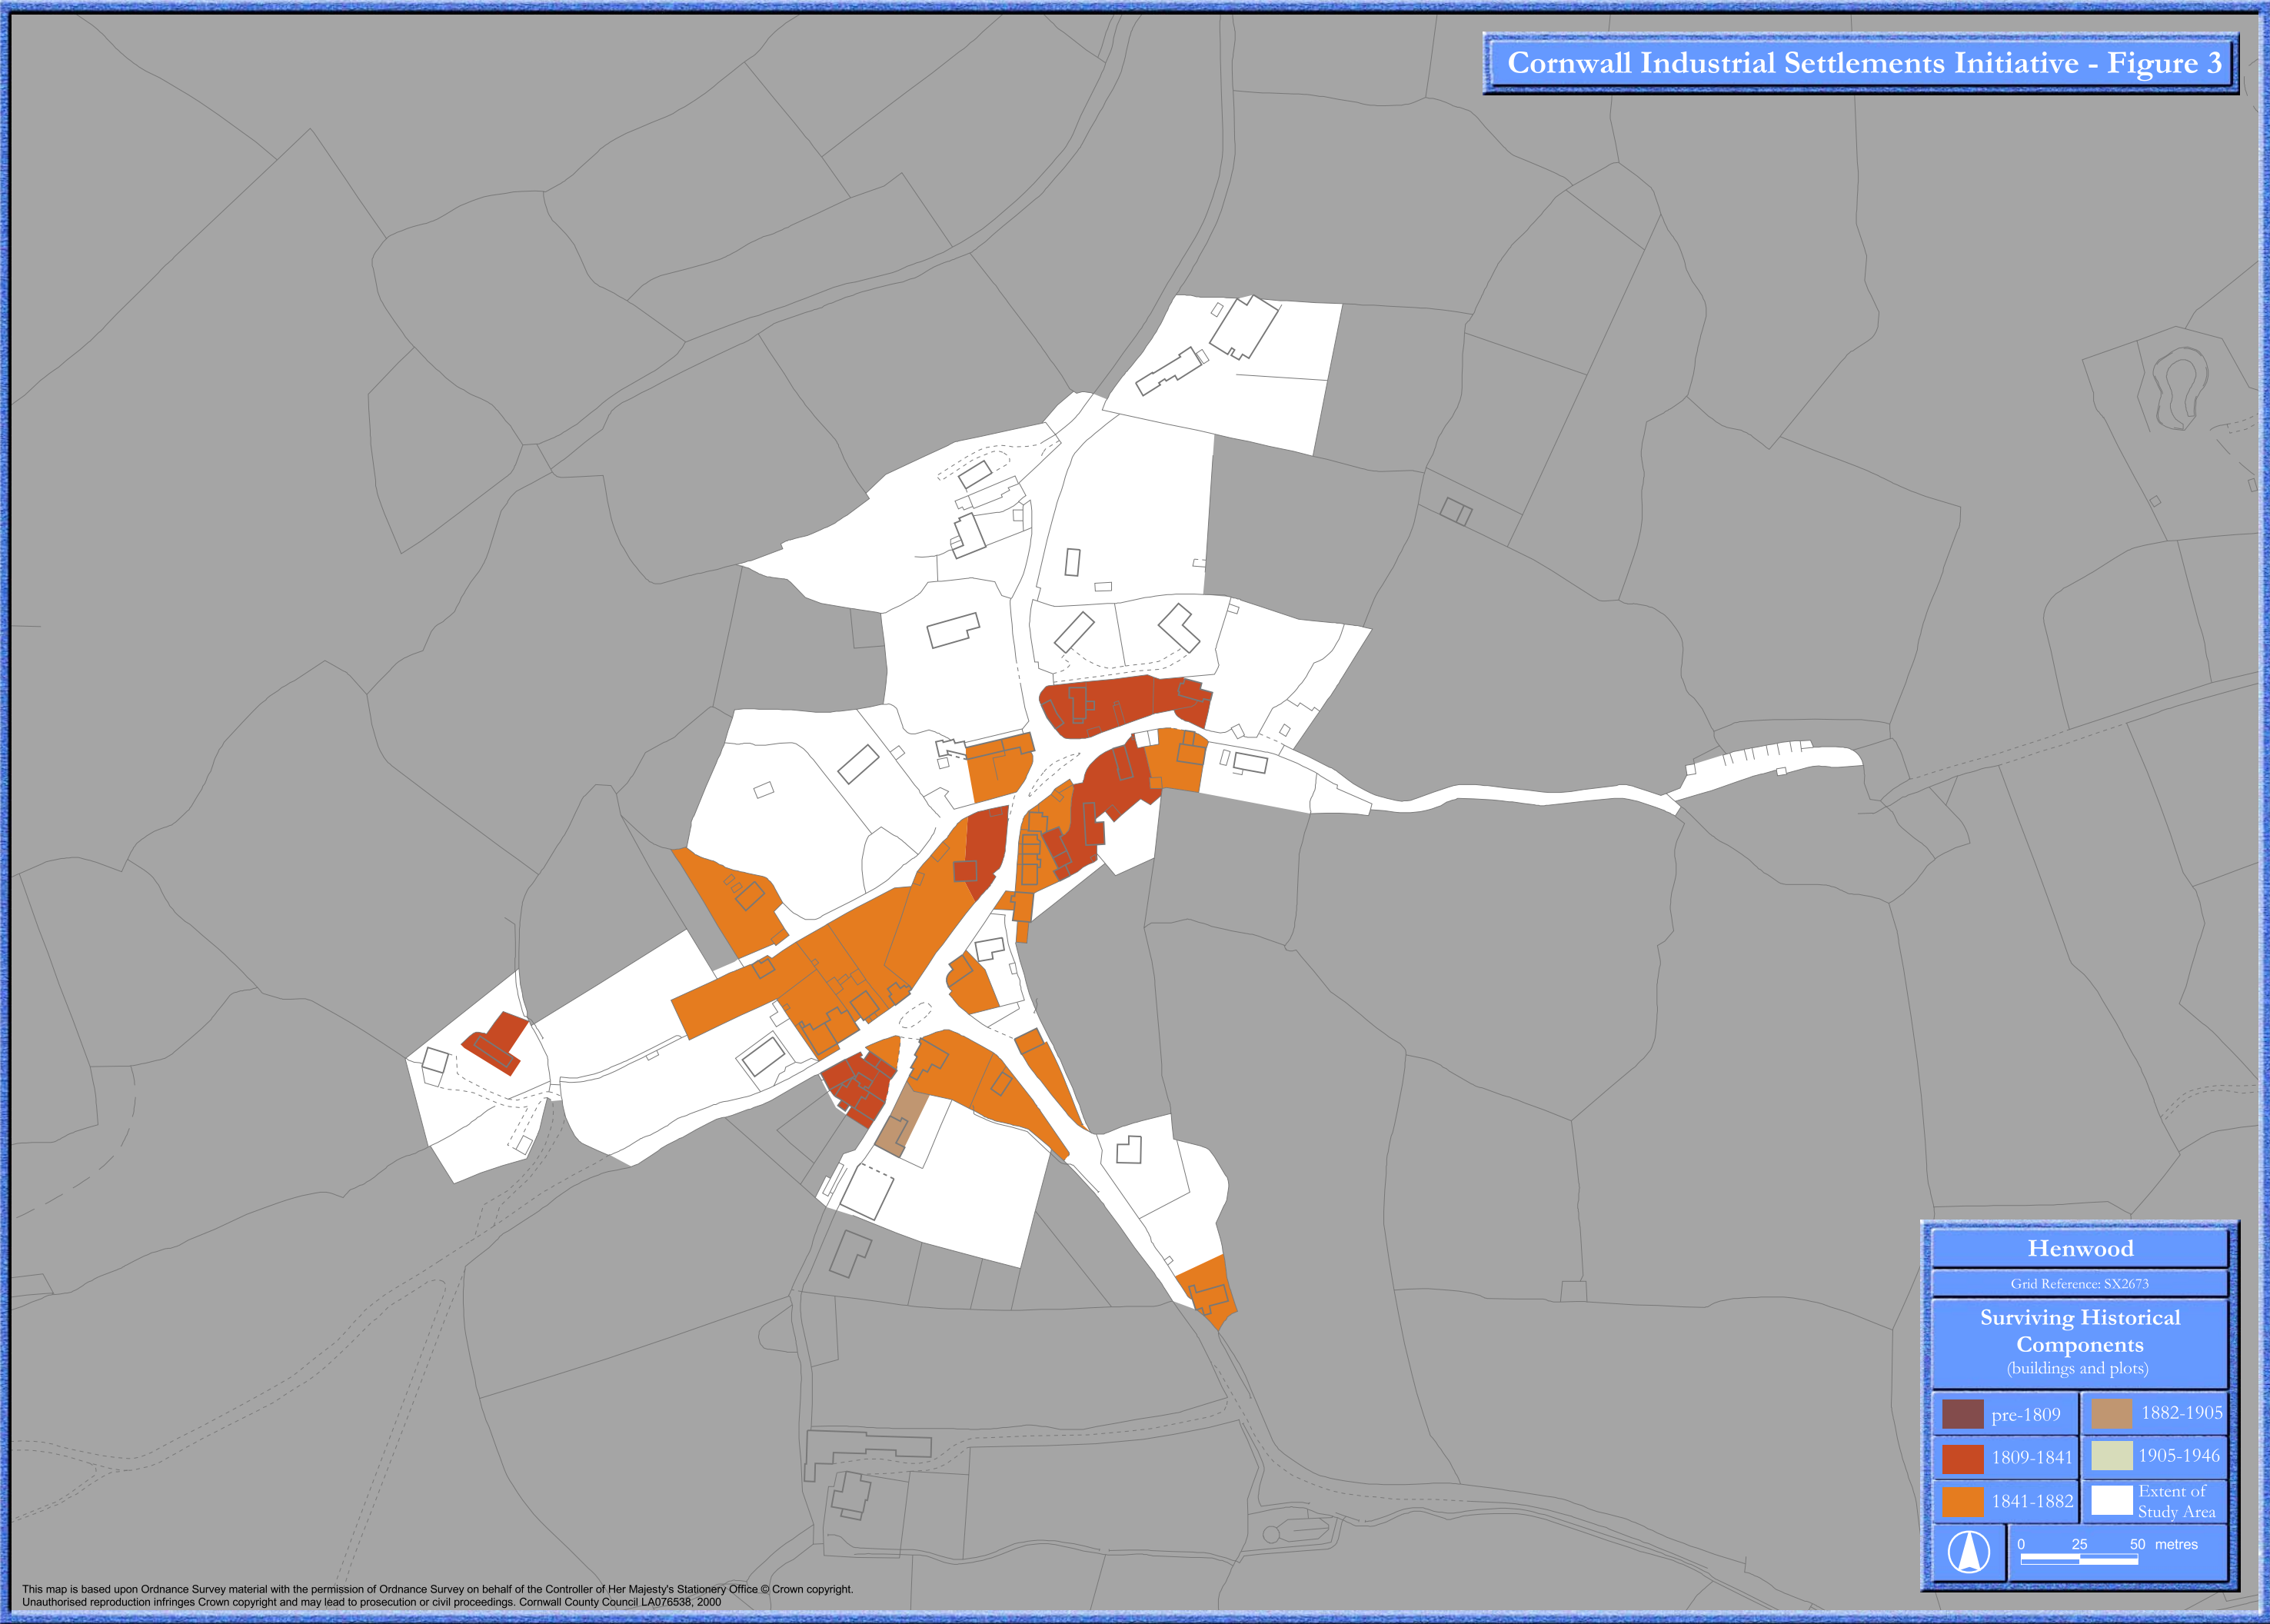 Cornwall Industrial Settlements Initiative - Figure 3
Henwood
Grid Reference: SX2673
Surviving Historical
Components
(buildings and plots)
pre-1809
1882-1905
1809-1841
1905-1946
1841-1882
Extent of
Study Area
0 25 50 metres
This map is based upon Ordnance Survey material with the permission of Ordnance Survey on behalf of the Controller of Her Majesty's Stationery Office © Crown copyright.
Unauthorised reproduction infringes Crown copyright and may lead to prosecution or civil proceedings. Cornwall County Council LA076538, 2000